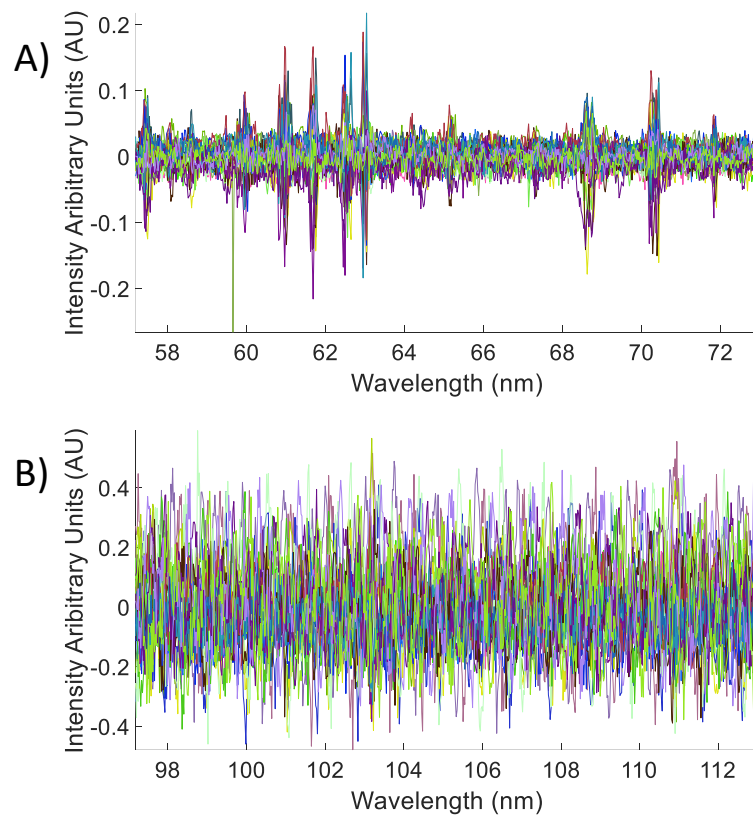 A)
Intensity Aribitrary Units (AU)
0.2
0.1
0
-0.1
-0.2
58 60 62 64 66 68 70 72
Wavelength (nm)
B)
Intensity Aribitrary Units (AU)
0.4
0.2
0
-0.2
-0.4
98 100 102 104 106 108 110 112
Wavelength (nm)